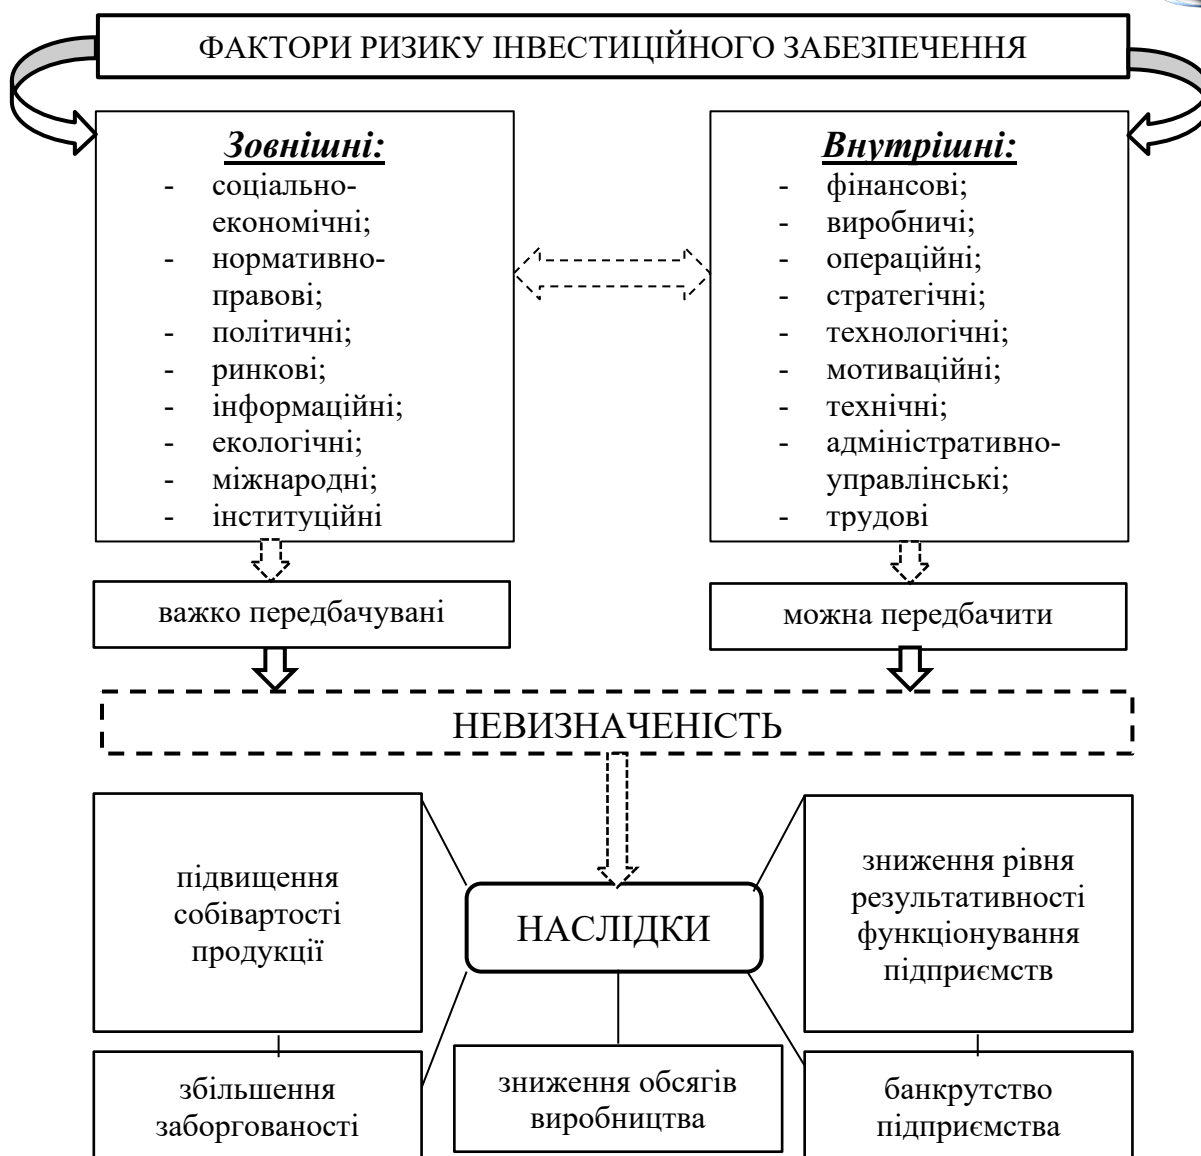 ФАКТОРИ РИЗИКУ ІНВЕСТИЦІЙНОГО ЗАБЕЗПЕЧЕННЯ
Зовнішні:
- соціально-
економічні;
- нормативно-
правові;
- політичні;
- ринкові;
- інформаційні;
- екологічні;
- міжнародні;
- інституційні
Внутрішні:
- фінансові;
- виробничі;
- операційні;
- стратегічні;
- технологічні;
- мотиваційні;
- технічні;
- адміністративно-
управлінські;
- трудові
важко передбачувані
можна передбачити
НЕВИЗНАЧЕНІСТЬ
підвищення
собівартості
продукції
НАСЛІДКИ
зниження рівня
результативності
функціонування
підприємств
збільшення
заборгованості
зниження обсягів
виробництва
банкрутство
підприємства